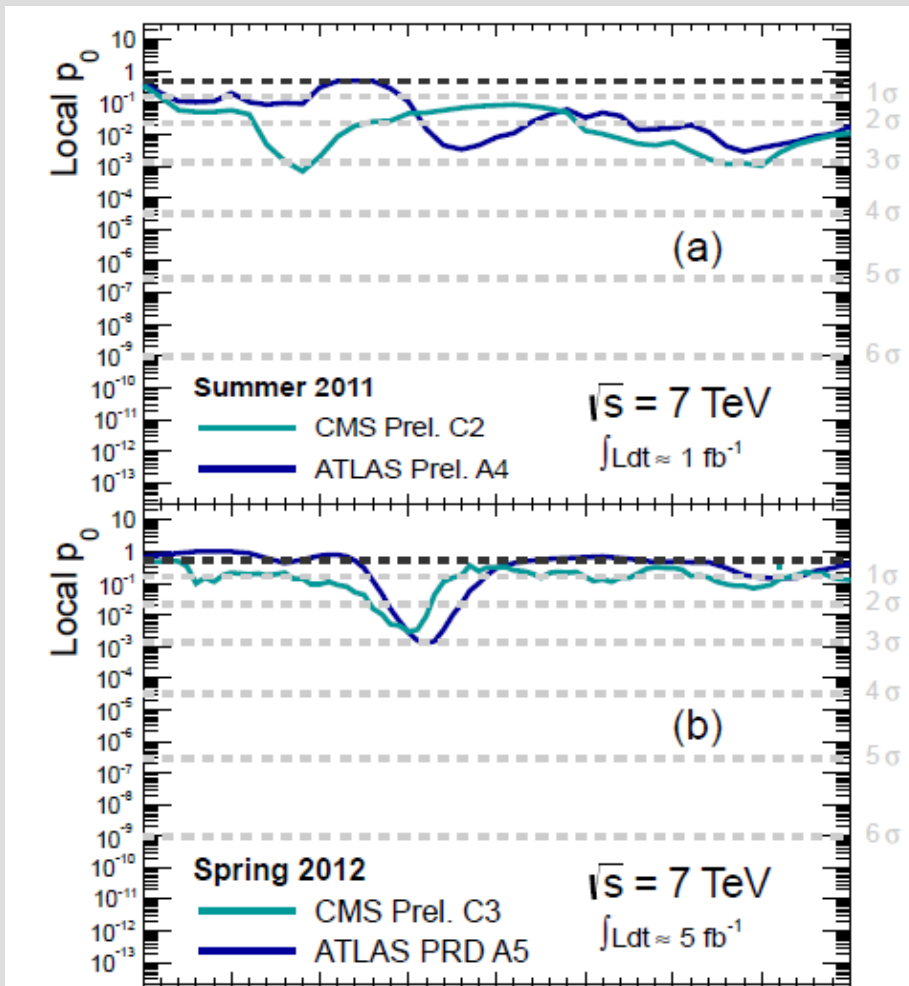 Local p₀
10
1
10⁻¹
10⁻²
10⁻³
10⁻⁴
10⁻⁵
10⁻⁶
10⁻⁷
10⁻⁸
10⁻⁹
10⁻¹⁰
10⁻¹¹
10⁻¹²
10⁻¹³
1σ
2σ
3σ
4σ
5σ
6σ
(a)
Summer 2011
CMS Prel. C2
ATLAS Prel. A4
√s = 7 TeV
∫Ldt ≈ 1 fb⁻¹
Local p₀
10
1
10⁻¹
10⁻²
10⁻³
10⁻⁴
10⁻⁵
10⁻⁶
10⁻⁷
10⁻⁸
10⁻⁹
10⁻¹⁰
10⁻¹¹
10⁻¹²
10⁻¹³
1σ
2σ
3σ
4σ
5σ
6σ
(b)
Spring 2012
CMS Prel. C3
ATLAS PRD A5
√s = 7 TeV
∫Ldt ≈ 5 fb⁻¹